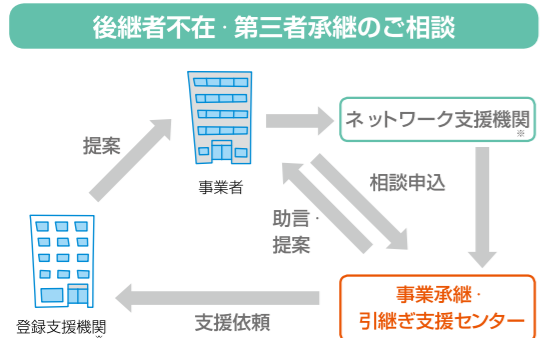 後継者不在・第三者承継のご相談
提案
事業者
ネットワーク支援機関
※
相談申込
助言・
提案
事業承継・
引継ぎ支援センター
支援依頼
登録支援機関
※